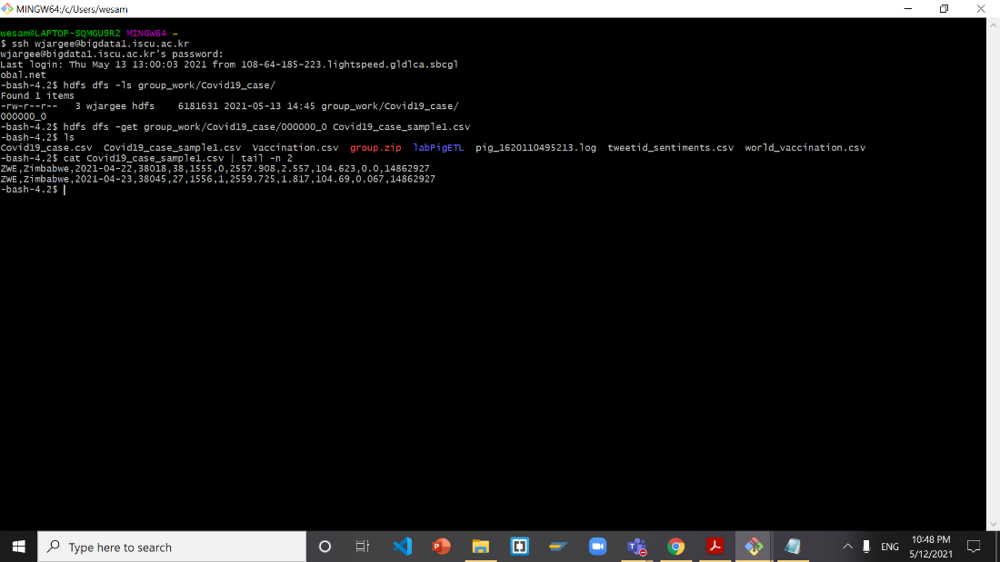 MINGW64:/c/Users/wesam
wesam@LAPTOP-SQMGU9R2 MINGW64 ~
$ ssh wjargee@bigdata1.iscu.ac.kr
wjargee@bigdata1.iscu.ac.kr's password:
Last login: Thu May 13 13:00:03 2021 from 108-64-185-223.lightspeed.gldlca.sbcgl
obal.net
-bash-4.2$ hdfs dfs -ls group_work/Covid19_case/
Found 1 items
-rw-r--r--   3 wjargee hdfs    6181631 2021-05-13 14:45 group_work/Covid19_case/
000000_0
-bash-4.2$ hdfs dfs -get group_work/Covid19_case/000000_0 Covid19_case_sample1.csv
-bash-4.2$ ls
Covid19_case.csv  Covid19_case_sample1.csv  Vaccination.csv  group.zip  labPigETL  pig_1620110495213.log  tweetid_sentiments.csv  world_vaccination.csv
-bash-4.2$ cat Covid19_case_sample1.csv | tail -n 2
ZWE,Zimbabwe,2021-04-22,38018,38,1555,0,2557.908,2.557,104.623,0.0,14862927
ZWE,Zimbabwe,2021-04-23,38045,27,1556,1,2559.725,1.817,104.69,0.067,14862927
-bash-4.2$
Type here to search
ENG
10:48 PM
5/12/2021